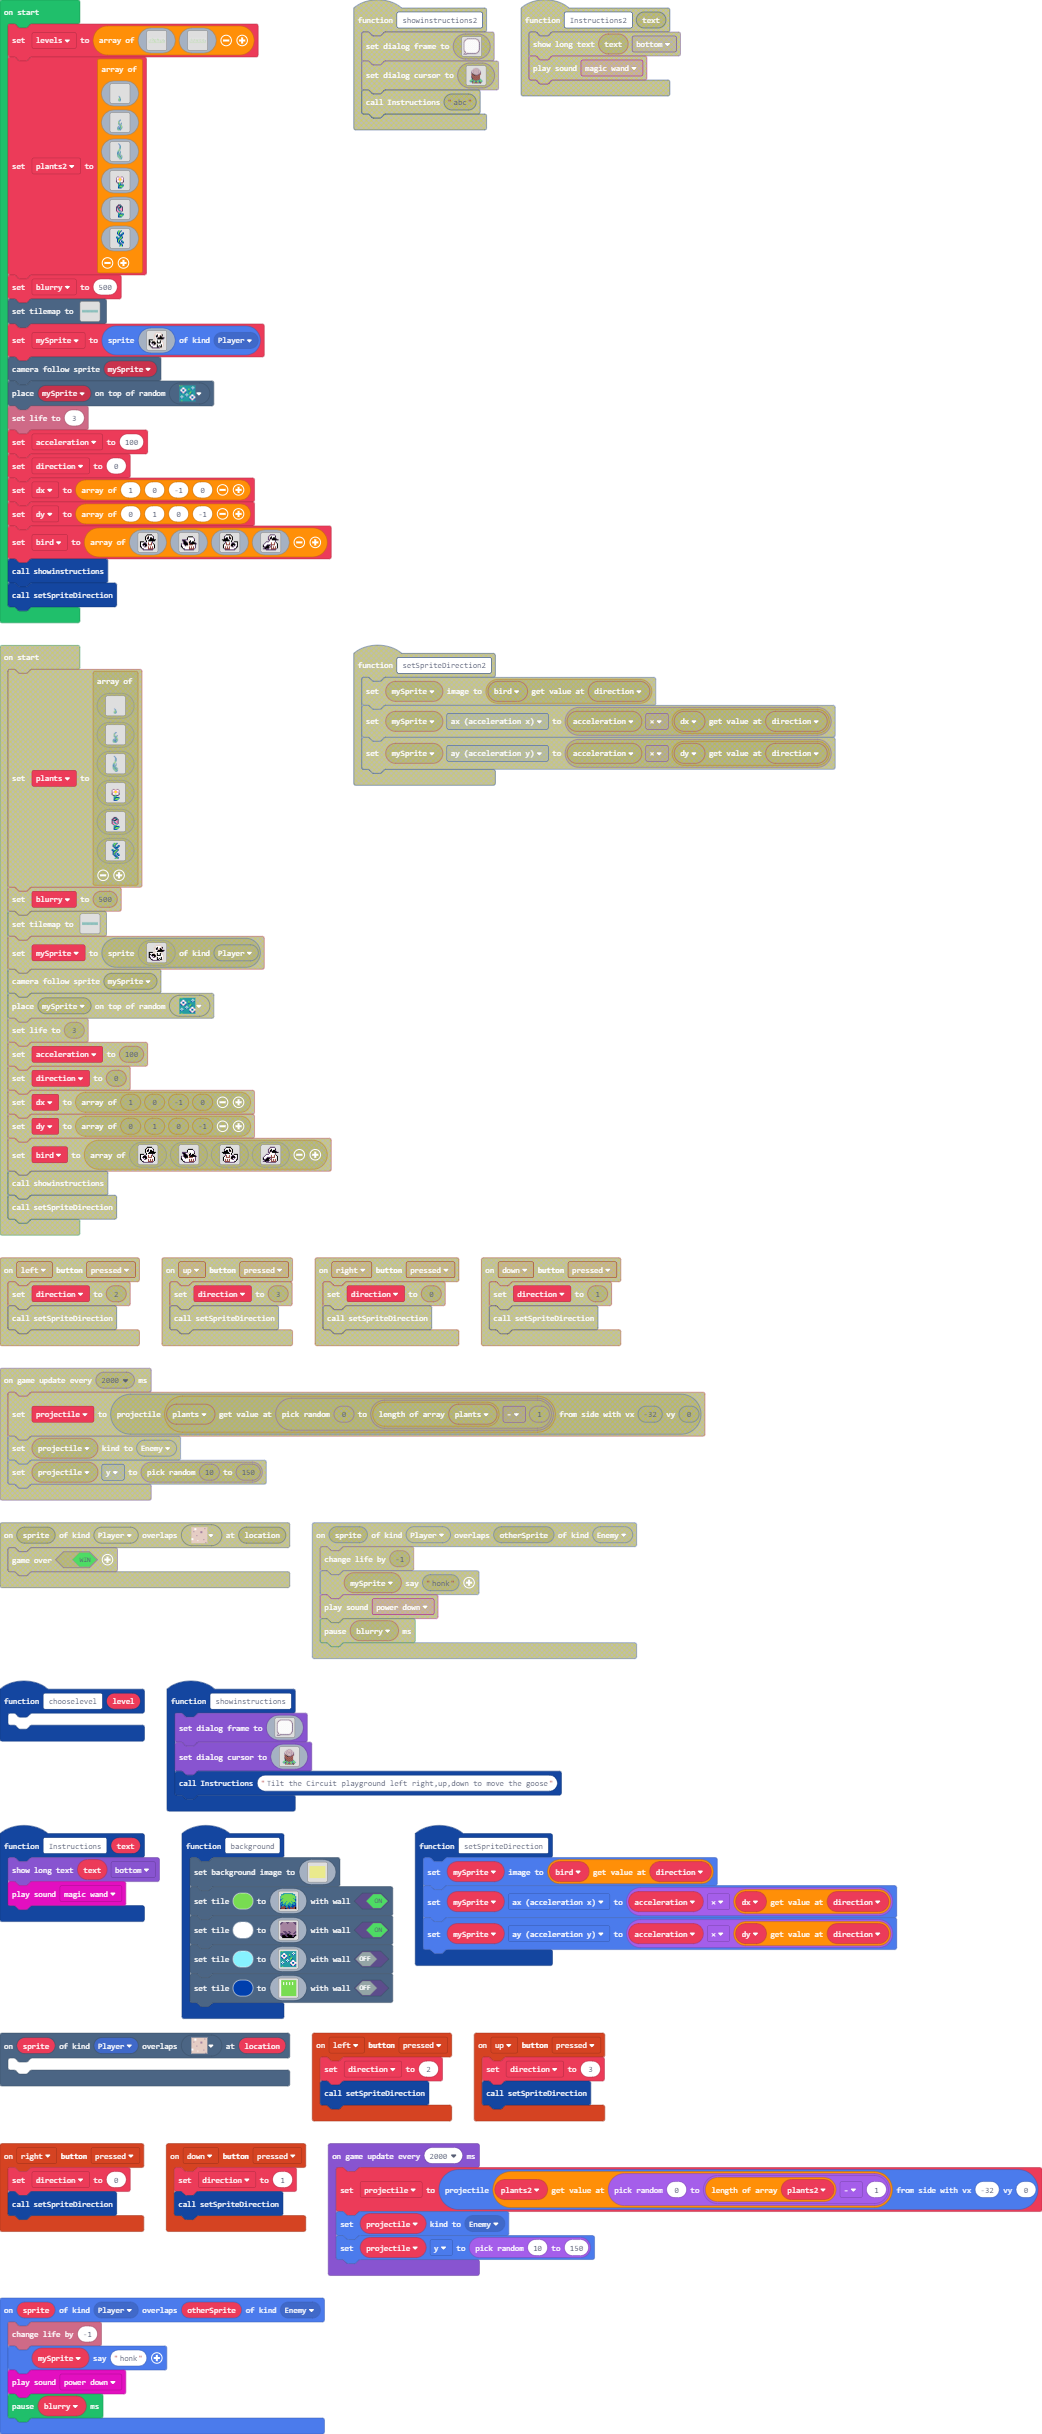 on start
set levels to array of
set plants2 to array of
set blurry to 500
set tilemap to
set mySprite to sprite of kind Player
camera follow sprite mySprite
place mySprite on top of random
set life to 3
set acceleration to 100
set direction to 0
set dx to array of 1 0 -1 0
set dy to array of 0 1 0 -1
set bird to array of
call showinstructions
call setSpriteDirection
function showinstructions2
set dialog frame to
set dialog cursor to
call Instructions "abc"
function Instructions2 text
show long text text bottom
play sound magic wand
on start
set plants to array of
set blurry to 500
set tilemap to
set mySprite to sprite of kind Player
camera follow sprite mySprite
place mySprite on top of random
set life to 3
set acceleration to 100
set direction to 0
set dx to array of 1 0 -1 0
set dy to array of 0 1 0 -1
set bird to array of
call showinstructions
call setSpriteDirection
function setSpriteDirection2
set mySprite image to bird get value at direction
set mySprite ax (acceleration x) to acceleration × dx get value at direction
set mySprite ay (acceleration y) to acceleration × dy get value at direction
on left button pressed
set direction to 2
call setSpriteDirection
on up button pressed
set direction to 3
call setSpriteDirection
on right button pressed
set direction to 0
call setSpriteDirection
on down button pressed
set direction to 1
call setSpriteDirection
on game update every 2000 ms
set projectile to projectile plants get value at pick random 0 to length of array plants - 1 from side with vx -32 vy 0
set projectile kind to Enemy
set projectile y to pick random 10 to 150
on sprite of kind Player overlaps at location
game over WIN
on sprite of kind Player overlaps otherSprite of kind Enemy
change life by -1
mySprite say "honk"
play sound power down
pause blurry ms
function chooselevel level
function showinstructions
set dialog frame to
set dialog cursor to
call Instructions "Tilt the Circuit playground left right,up,down to move the goose"
function Instructions text
show long text text bottom
play sound magic wand
function background
set background image to
set tile to with wall ON
set tile to with wall ON
set tile to with wall OFF
set tile to with wall OFF
function setSpriteDirection
set mySprite image to bird get value at direction
set mySprite ax (acceleration x) to acceleration × dx get value at direction
set mySprite ay (acceleration y) to acceleration × dy get value at direction
on sprite of kind Player overlaps at location
on left button pressed
set direction to 2
call setSpriteDirection
on up button pressed
set direction to 3
call setSpriteDirection
on right button pressed
set direction to 0
call setSpriteDirection
on down button pressed
set direction to 1
call setSpriteDirection
on game update every 2000 ms
set projectile to projectile plants2 get value at pick random 0 to length of array plants2 - 1 from side with vx -32 vy 0
set projectile kind to Enemy
set projectile y to pick random 10 to 150
on sprite of kind Player overlaps otherSprite of kind Enemy
change life by -1
mySprite say "honk"
play sound power down
pause blurry ms